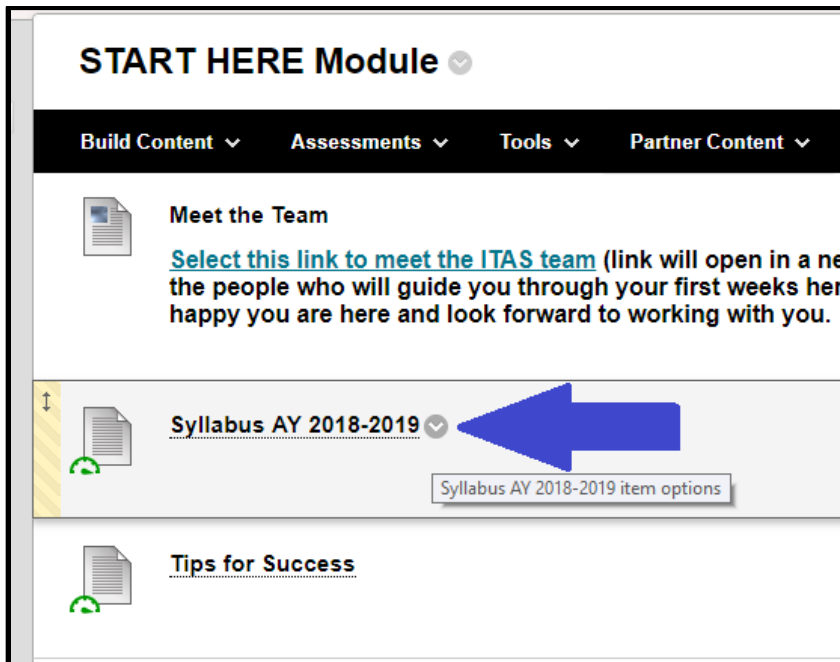 START HERE Module
Build Content Assessments Tools Partner Content
Meet the Team
Select this link to meet the ITAS team (link will open in a
the people who will guide you through your first weeks
happy you are here and look forward to working with you.
Syllabus AY 2018-2019
Syllabus AY 2018-2019 item options
Tips for Success